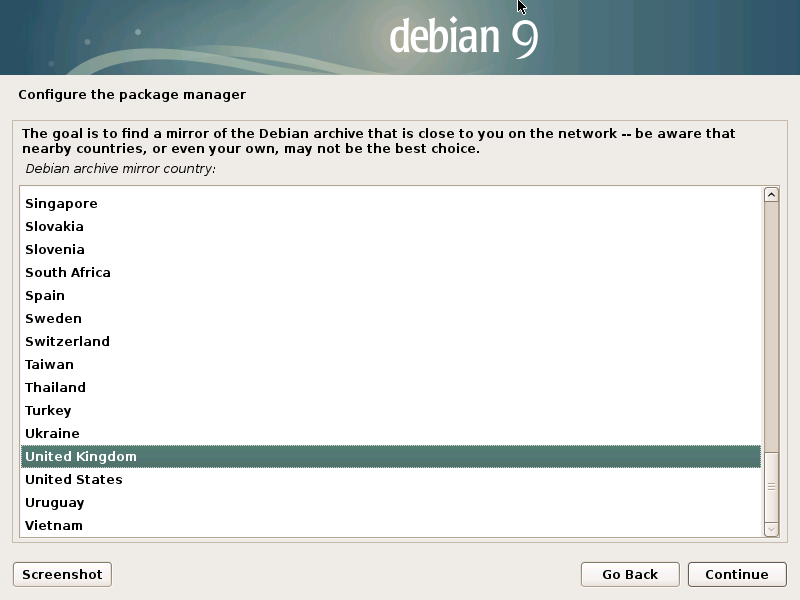 debian 9
Configure the package manager
The goal is to find a mirror of the Debian archive that is close to you on the network -- be aware that
nearby countries, or even your own, may not be the best choice.
Debian archive mirror country:
Singapore
Slovakia
Slovenia
South Africa
Spain
Sweden
Switzerland
Taiwan
Thailand
Turkey
Ukraine
United Kingdom
United States
Uruguay
Vietnam
Screenshot
Go Back
Continue